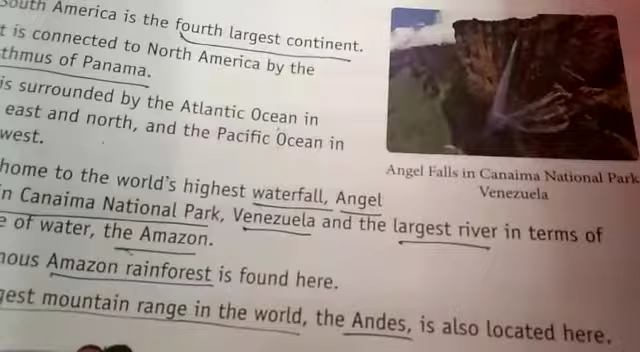 South America is the fourth largest continent.
t is connected to North America by the
thmus of Panama.
is surrounded by the Atlantic Ocean in
east and north, and the Pacific Ocean in
west.
home to the world's highest waterfall, Angel
in Canaima National Park, Venezuela and the largest river in terms of
e of water, the Amazon.
nous Amazon rainforest is found here.
gest mountain range in the world, the Andes, is also located here.
Angel Falls in Canaima National Park
Venezuela